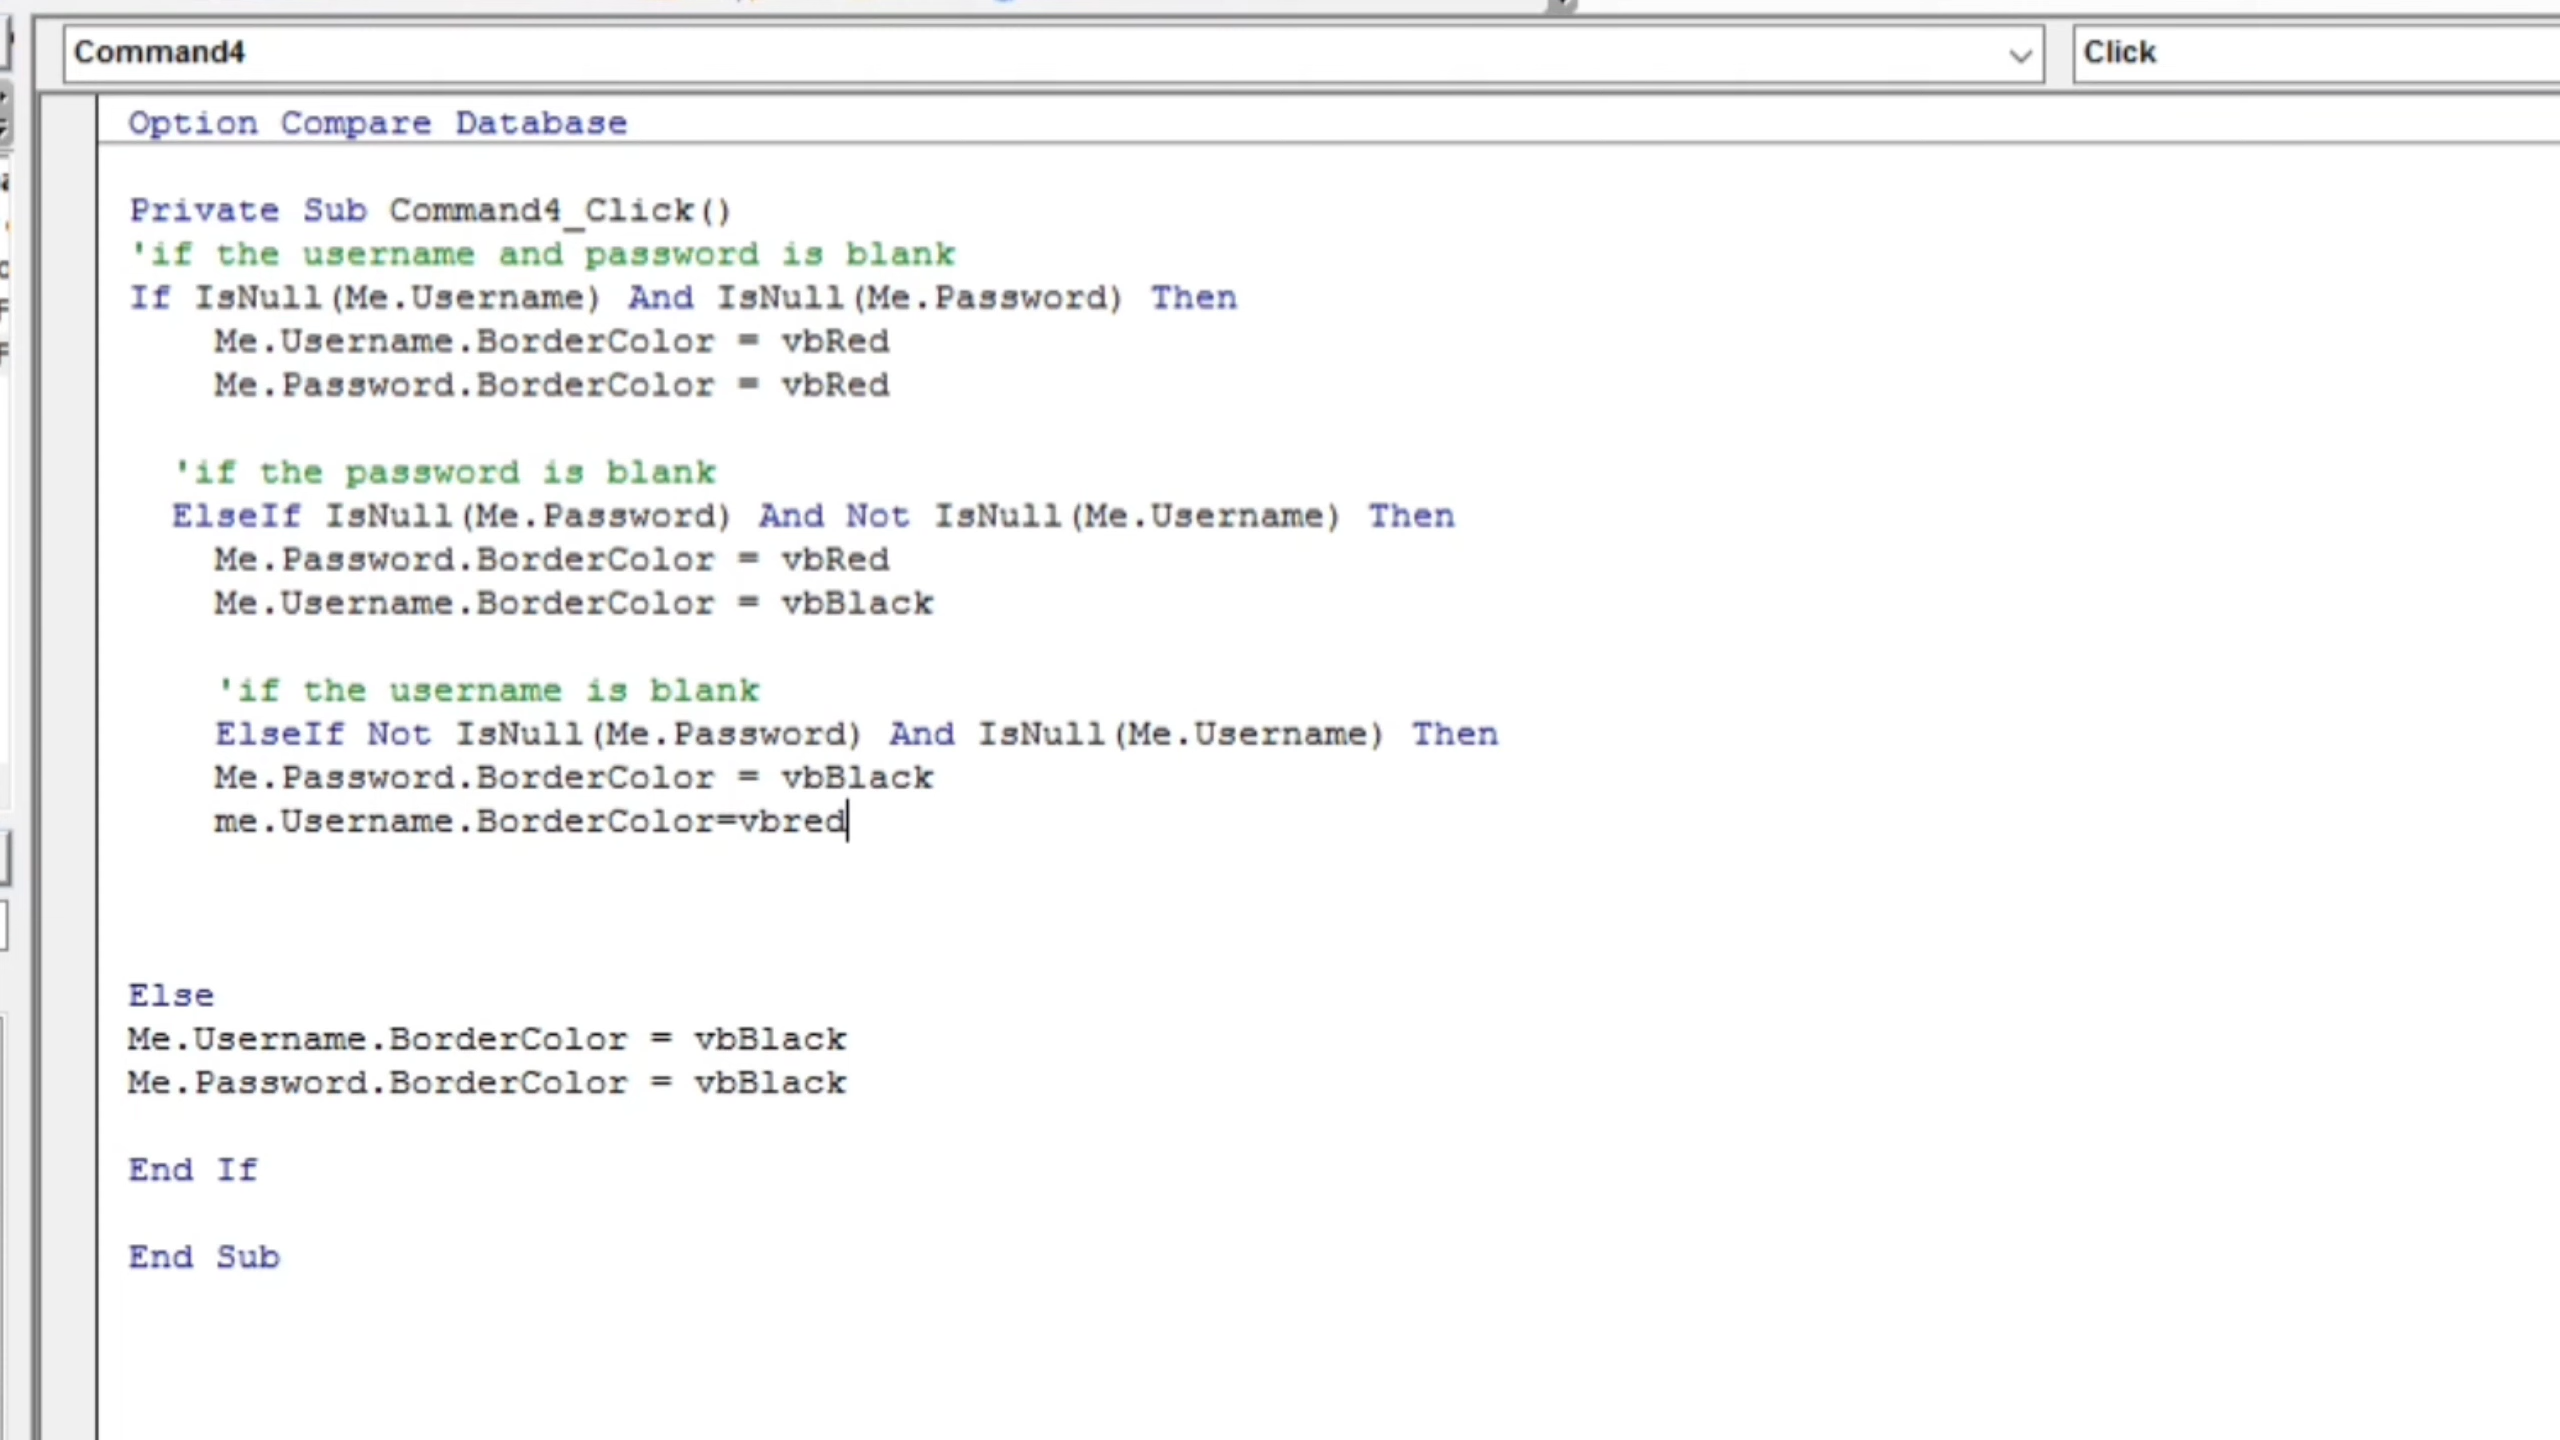 Command4
Click
Option Compare Database
Private Sub Command4_Click()
'if the username and password is blank
If IsNull(Me.Username) And IsNull(Me.Password) Then
Me.Username.BorderColor = vbRed
Me.Password.BorderColor = vbRed
'if the password is blank
ElseIf IsNull(Me.Password) And Not IsNull(Me.Username) Then
Me.Password.BorderColor = vbRed
Me.Username.BorderColor = vbBlack
'if the username is blank
ElseIf Not IsNull(Me.Password) And IsNull(Me.Username) Then
Me.Password.BorderColor = vbBlack
me.Username.BorderColor=vbred
Else
Me.Username.BorderColor = vbBlack
Me.Password.BorderColor = vbBlack
End If
End Sub